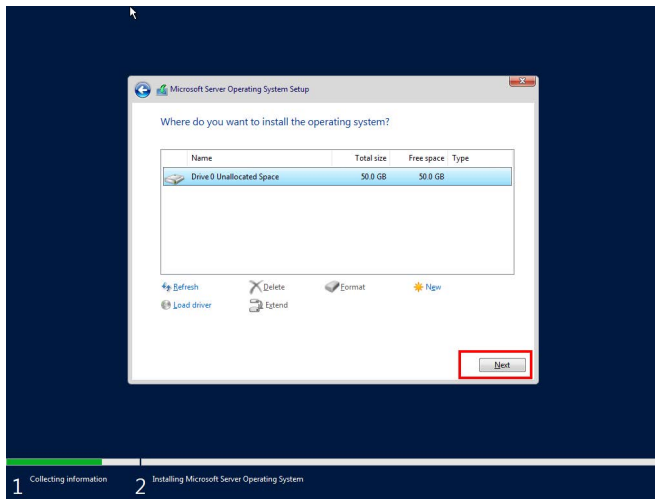 Microsoft Server Operating System Setup
Where do you want to install the operating system?
Name Total size Free space Type
Drive 0 Unallocated Space 50.0 GB 50.0 GB
Refresh Delete Format New
Load driver Extend
Next
1 Collecting information 2 Installing Microsoft Server Operating System